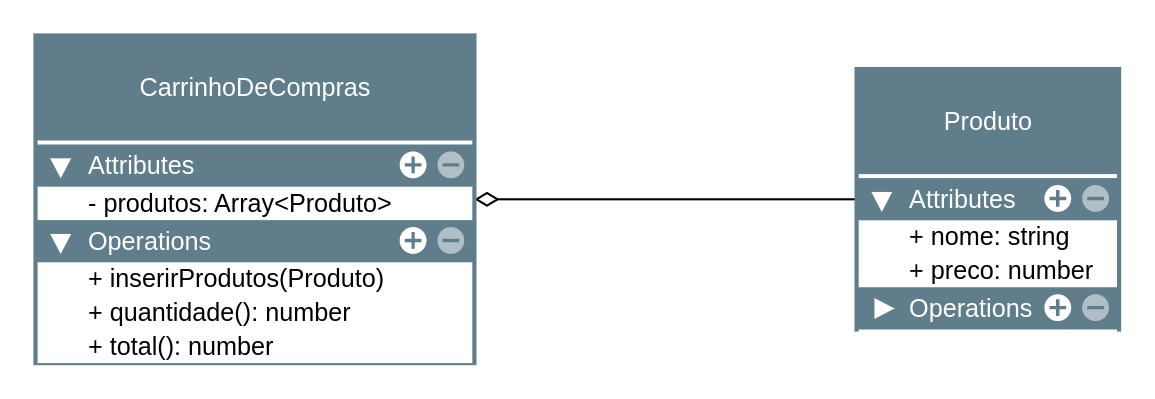 CarrinhoDeCompras
Attributes
- produtos: Array<Produto>
Operations
+ inserirProdutos(Produto)
+ quantidade(): number
+ total(): number
Produto
Attributes
+ nome: string
+ preco: number
Operations